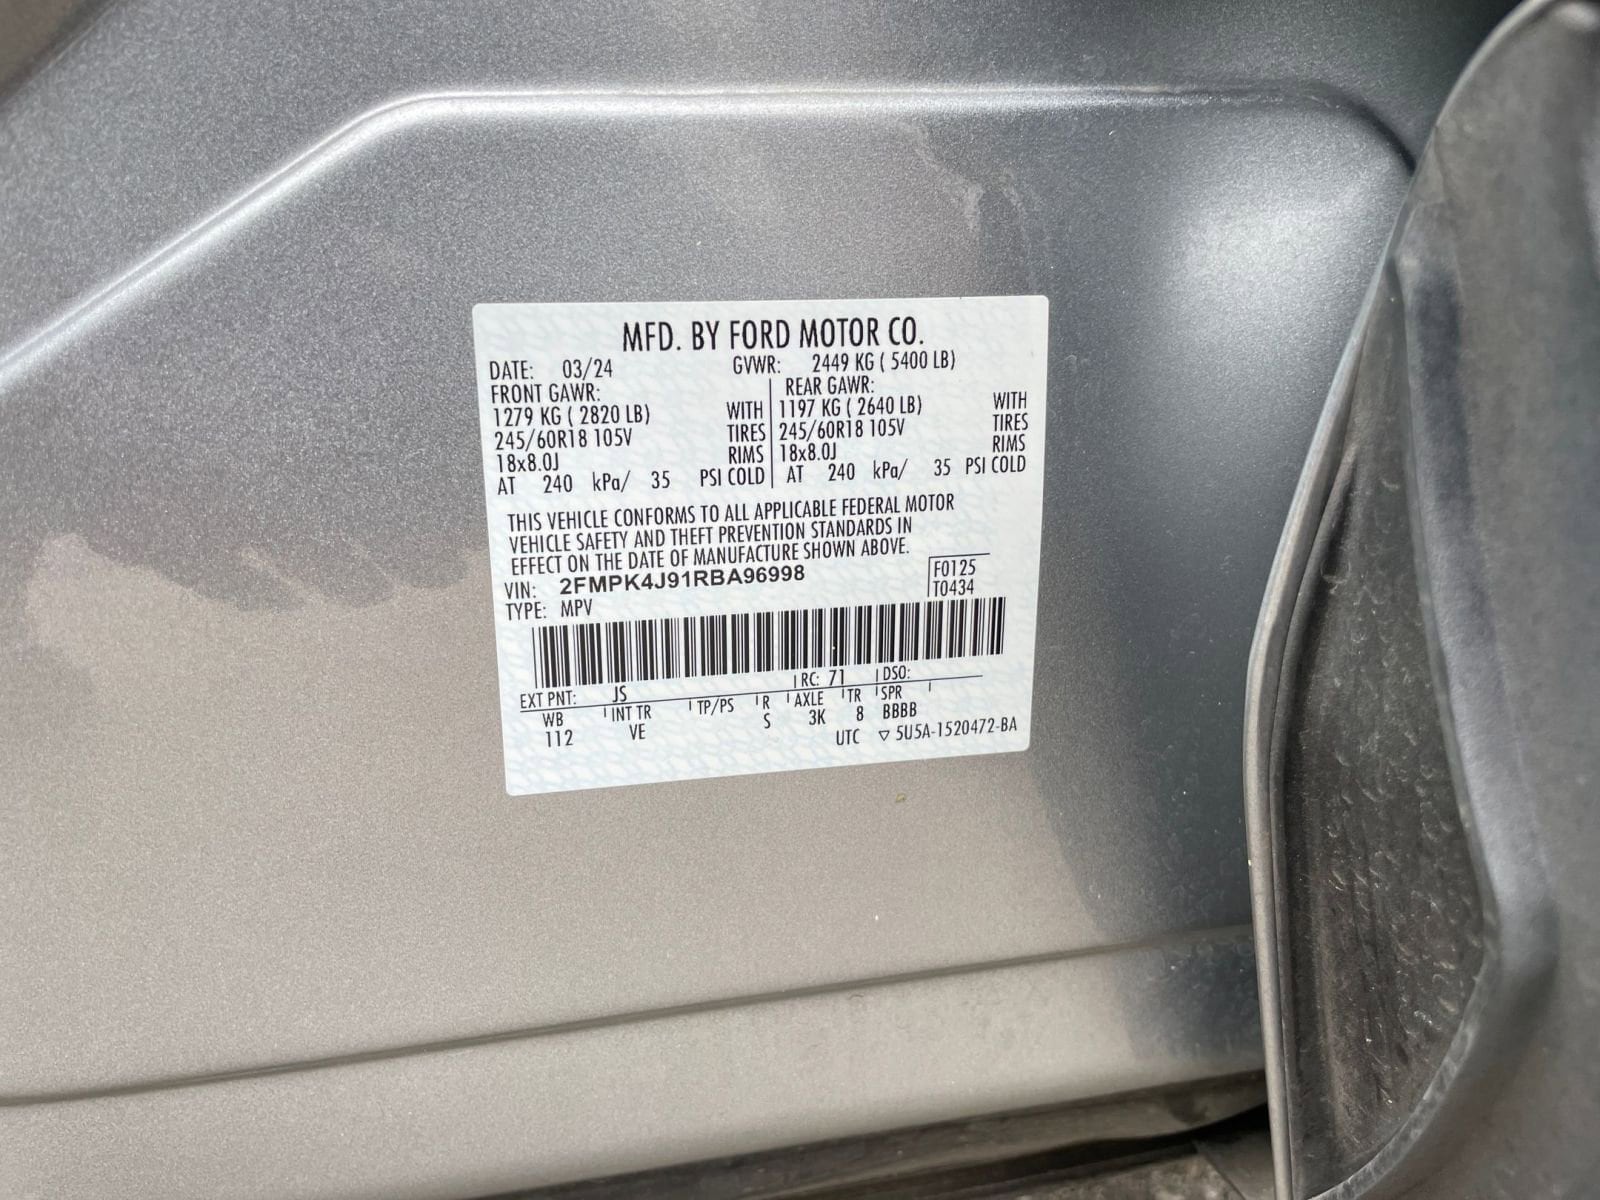 MFD. BY FORD MOTOR CO.
DATE: 03/24 GVWR: 2449 KG ( 5400 LB)
FRONT GAWR: REAR GAWR:
1279 KG ( 2820 LB) WITH 1197 KG ( 2640 LB) WITH
245/60R18 105V TIRES 245/60R18 105V TIRES
18x8.0J RIMS 18x8.0J RIMS
AT 240 kPa/ 35 PSI COLD AT 240 kPa/ 35 PSI COLD
THIS VEHICLE CONFORMS TO ALL APPLICABLE FEDERAL MOTOR
VEHICLE SAFETY AND THEFT PREVENTION STANDARDS IN
EFFECT ON THE DATE OF MANUFACTURE SHOWN ABOVE.
VIN: 2FMPK4J91RBA96998 F0125
TYPE: MPV T0434
EXT PNT: JS RC: 71 DSO:
WB INT TR TP/PS R AXLE TR SPR
112 VE S 3K 8 BBBB
UTC ▽ 5U5A-1520472-BA